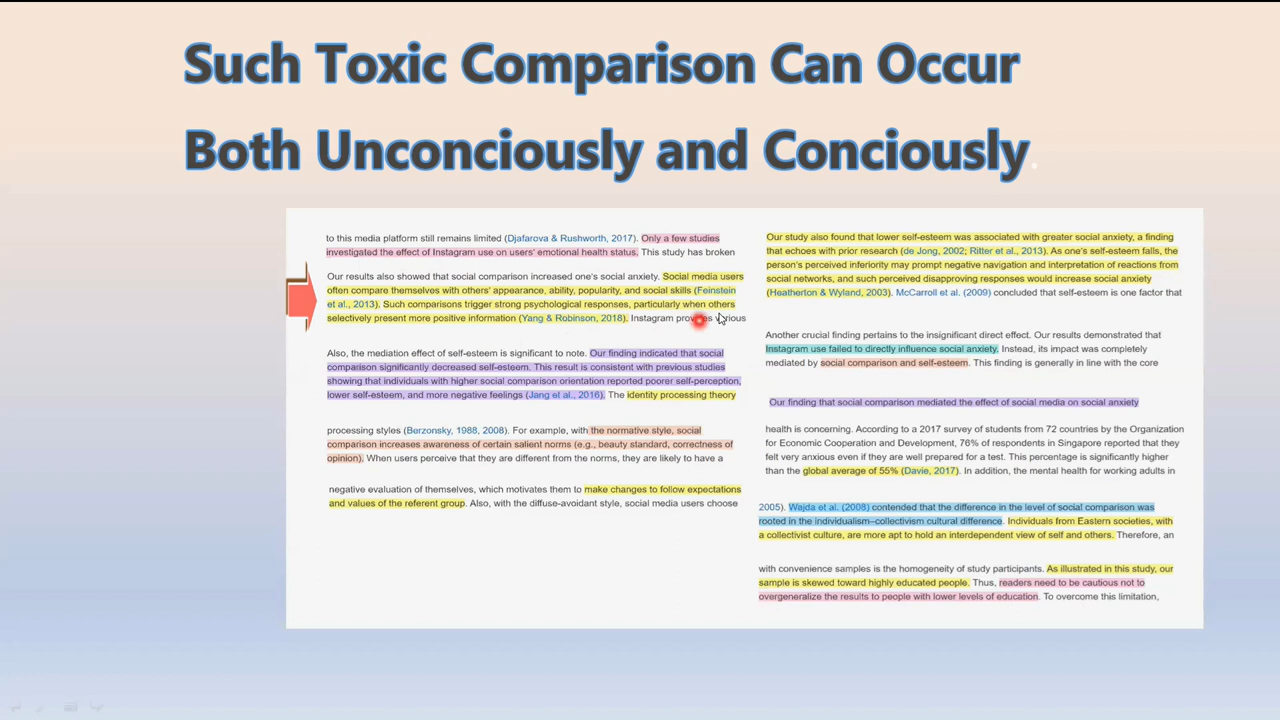 Such Toxic Comparison Can Occur
Both Unconciously and Conciously.
to this media platform still remains limited (Djafarova & Rushworth, 2017). Only a few studies
investigated the effect of Instagram use on users' emotional health status. This study has broken
Our results also showed that social comparison increased one's social anxiety. Social media users
often compare themselves with others' appearance, ability, popularity, and social skills (Feinstein
et al., 2013). Such comparisons trigger strong psychological responses, particularly when others
selectively present more positive information (Yang & Robinson, 2018). Instagram provides various
Also, the mediation effect of self-esteem is significant to note. Our finding indicated that social
comparison significantly decreased self-esteem. This result is consistent with previous studies
showing that individuals with higher social comparison orientation reported poorer self-perception,
lower self-esteem, and more negative feelings (Jang et al., 2016). The identity processing theory
processing styles (Berzonsky, 1988, 2008). For example, with the normative style, social
comparison increases awareness of certain salient norms (e.g., beauty standard, correctness of
opinion). When users perceive that they are different from the norms, they are likely to have a
negative evaluation of themselves, which motivates them to make changes to follow expectations
and values of the referent group. Also, with the diffuse-avoidant style, social media users choose
Our study also found that lower self-esteem was associated with greater social anxiety, a finding
that echoes with prior research (de Jong, 2002; Ritter et al., 2013). As one's self-esteem falls, the
person's perceived inferiority may prompt negative navigation and interpretation of reactions from
social networks, and such perceived disapproving responses would increase social anxiety
(Heatherton & Wyland, 2003). McCarroll et al. (2009) concluded that self-esteem is one factor that
Another crucial finding pertains to the insignificant direct effect. Our results demonstrated that
Instagram use failed to directly influence social anxiety. Instead, its impact was completely
mediated by social comparison and self-esteem. This finding is generally in line with the core
Our finding that social comparison mediated the effect of social media on social anxiety
health is concerning. According to a 2017 survey of students from 72 countries by the Organization
for Economic Cooperation and Development, 76% of respondents in Singapore reported that they
felt very anxious even if they are well prepared for a test. This percentage is significantly higher
than the global average of 55% (Davie, 2017). In addition, the mental health for working adults in
2005). Wajda et al. (2008) contended that the difference in the level of social comparison was
rooted in the individualism–collectivism cultural difference. Individuals from Eastern societies, with
a collectivist culture, are more apt to hold an interdependent view of self and others. Therefore, an
with convenience samples is the homogeneity of study participants. As illustrated in this study, our
sample is skewed toward highly educated people. Thus, readers need to be cautious not to
overgeneralize the results to people with lower levels of education. To overcome this limitation,